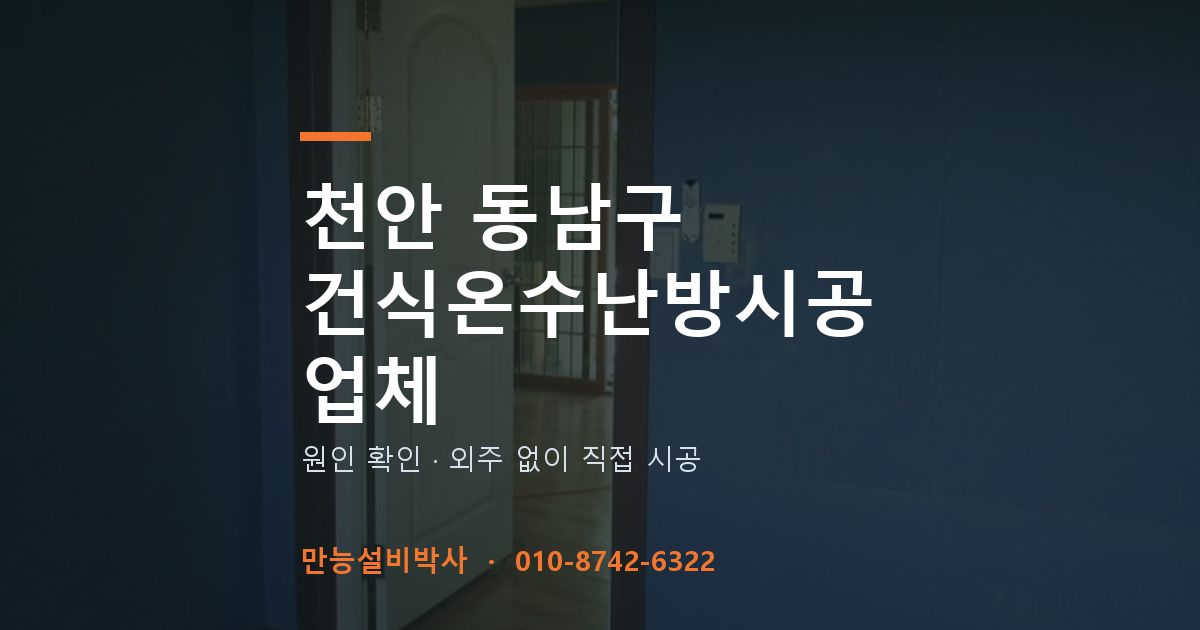 천안 동남구
건식온수난방시공
업체
원인 확인 · 외주 없이 직접 시공
만능설비박사 · 010-8742-6322